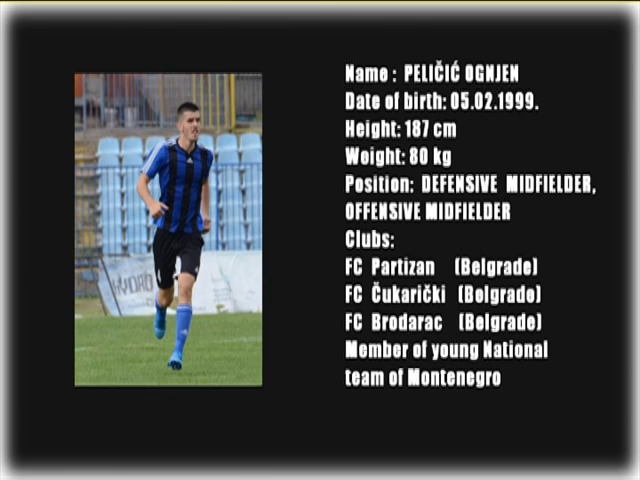 Name : PELIČIĆ OGNJEN
Date of birth: 05.02.1999.
Height: 187 cm
Weight: 80 kg
Position: DEFENSIVE MIDFIELDER,
OFFENSIVE MIDFIELDER
Clubs:
FC Partizan (Belgrade)
FC Čukarički (Belgrade)
FC Brodarac (Belgrade)
Member of young National
team of Montenegro
HYDRO